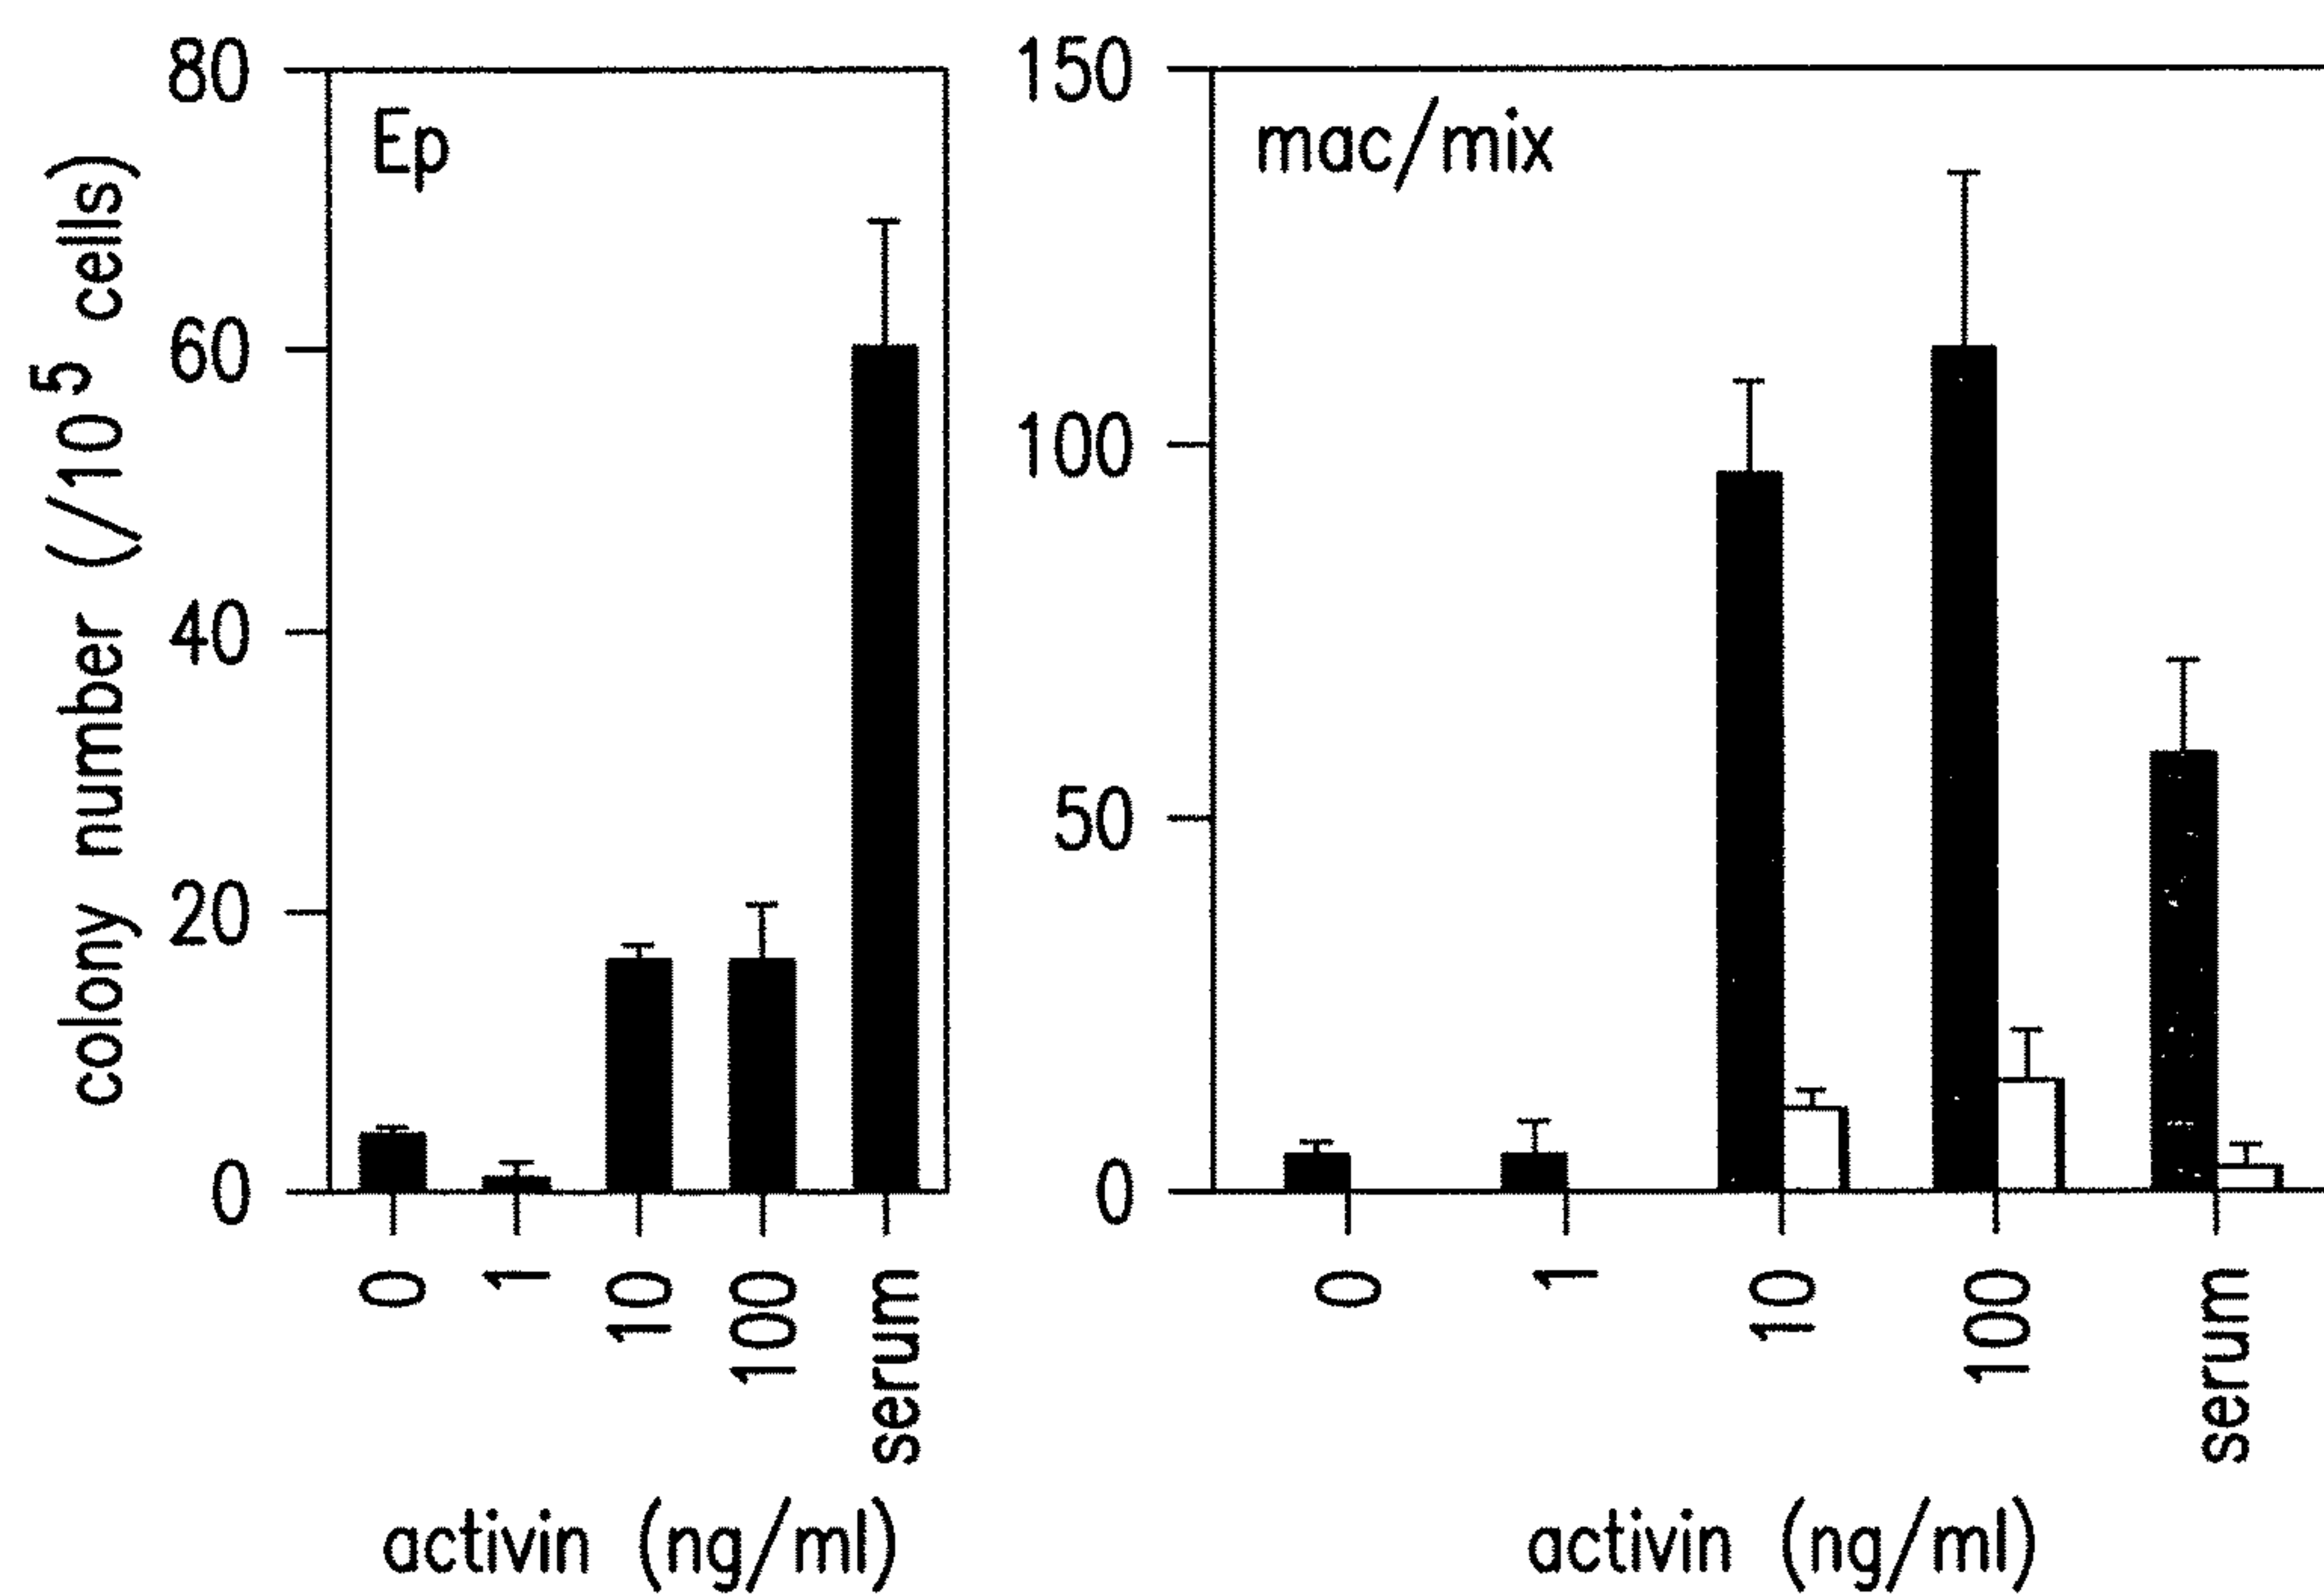 colony number (/10⁵ cells)
80
60
40
20
0
Ep
0
1
10
100
serum
activin (ng/ml)
150
100
50
0
mac/mix
0
1
10
100
serum
activin (ng/ml)